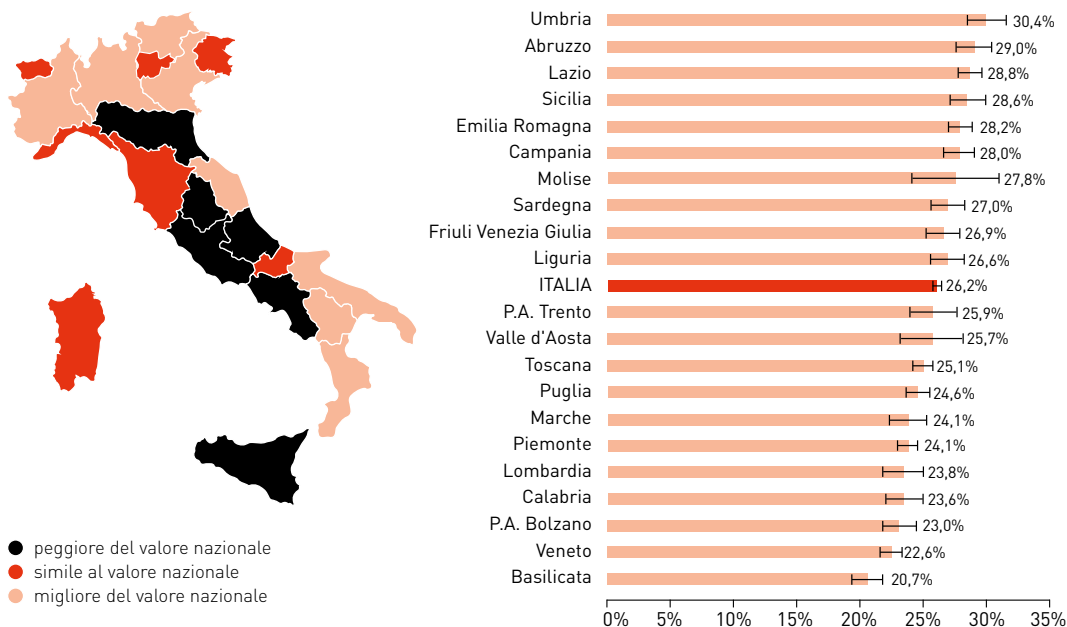 Umbria 30,4%
Abruzzo 29,0%
Lazio 28,8%
Sicilia 28,6%
Emilia Romagna 28,2%
Campania 28,0%
Molise 27,8%
Sardegna 27,0%
Friuli Venezia Giulia 26,9%
Liguria 26,6%
ITALIA 26,2%
P.A. Trento 25,9%
Valle d'Aosta 25,7%
Toscana 25,1%
Puglia 24,6%
Marche 24,1%
Piemonte 24,1%
Lombardia 23,8%
Calabria 23,6%
P.A. Bolzano 23,0%
Veneto 22,6%
Basilicata 20,7%
0% 5% 10% 15% 20% 25% 30% 35%
peggiore del valore nazionale
simile al valore nazionale
migliore del valore nazionale